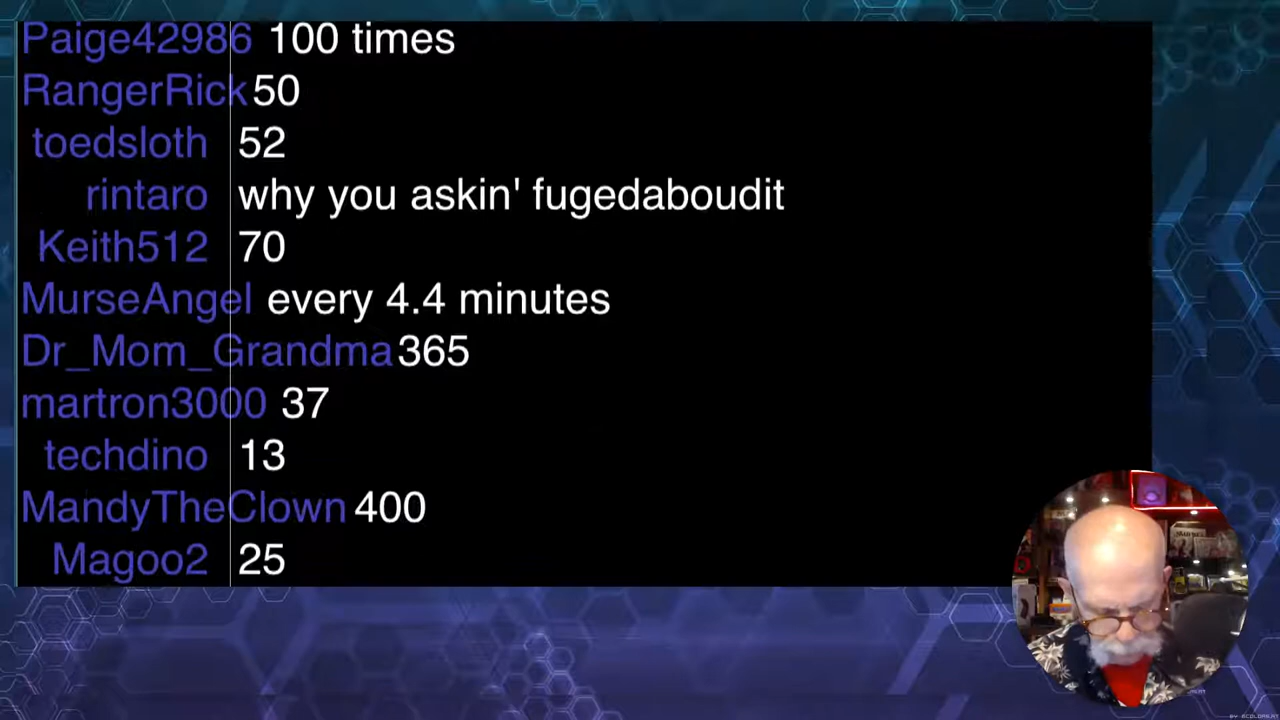 Paige42986 100 times
RangerRick 50
toedsloth 52
rintaro why you askin' fugedaboudit
Keith512 70
MurseAngel every 4.4 minutes
Dr_Mom_Grandma 365
martron3000 37
techdino 13
MandyTheClown 400
Magoo2 25